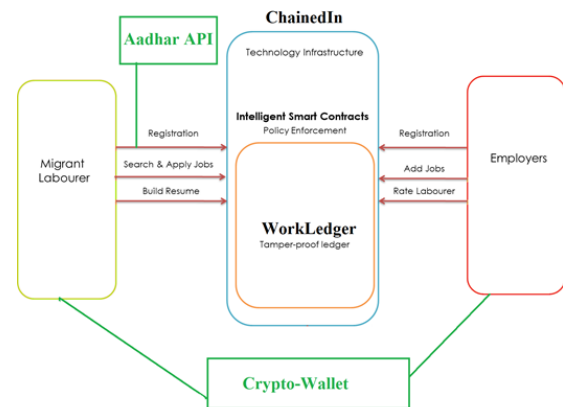 ChainedIn
Aadhar API
Technology Infrastructure
Intelligent Smart Contracts
Policy Enforcement
Registration
Registration
Migrant
Labourer
Search & Apply Jobs
Add Jobs
Employers
Build Resume
Rate Labourer
WorkLedger
Tamper-proof ledger
Crypto-Wallet